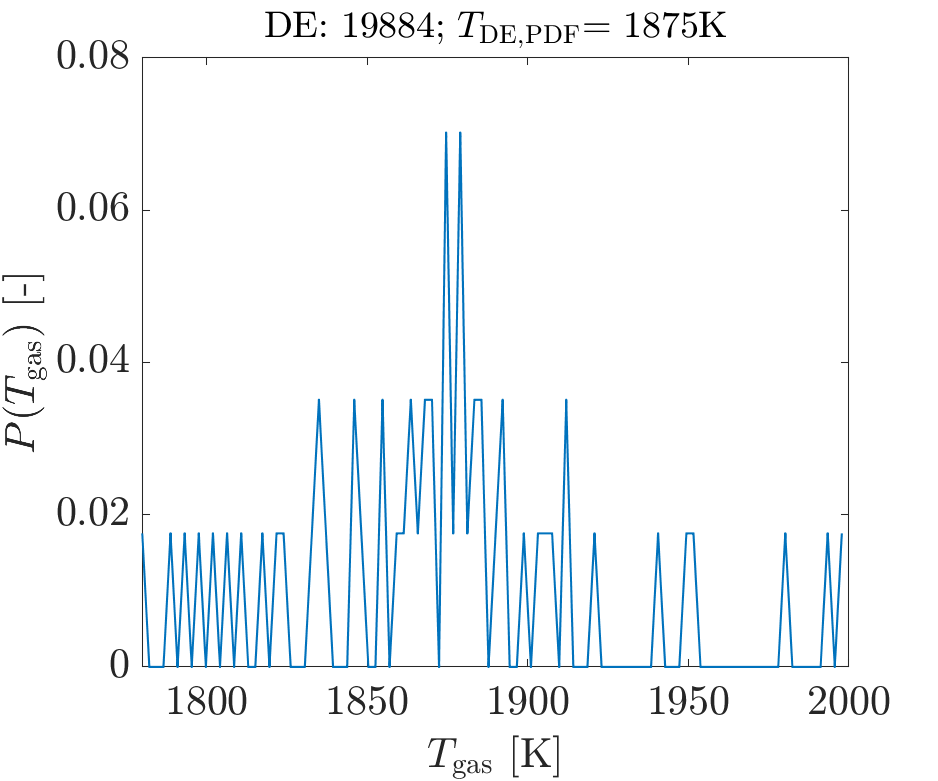 DE: 19884; T_DE,PDF= 1875K
0.08
0.06
0.04
0.02
0
P(T_gas) [-]
1800 1850 1900 1950 2000
T_gas [K]